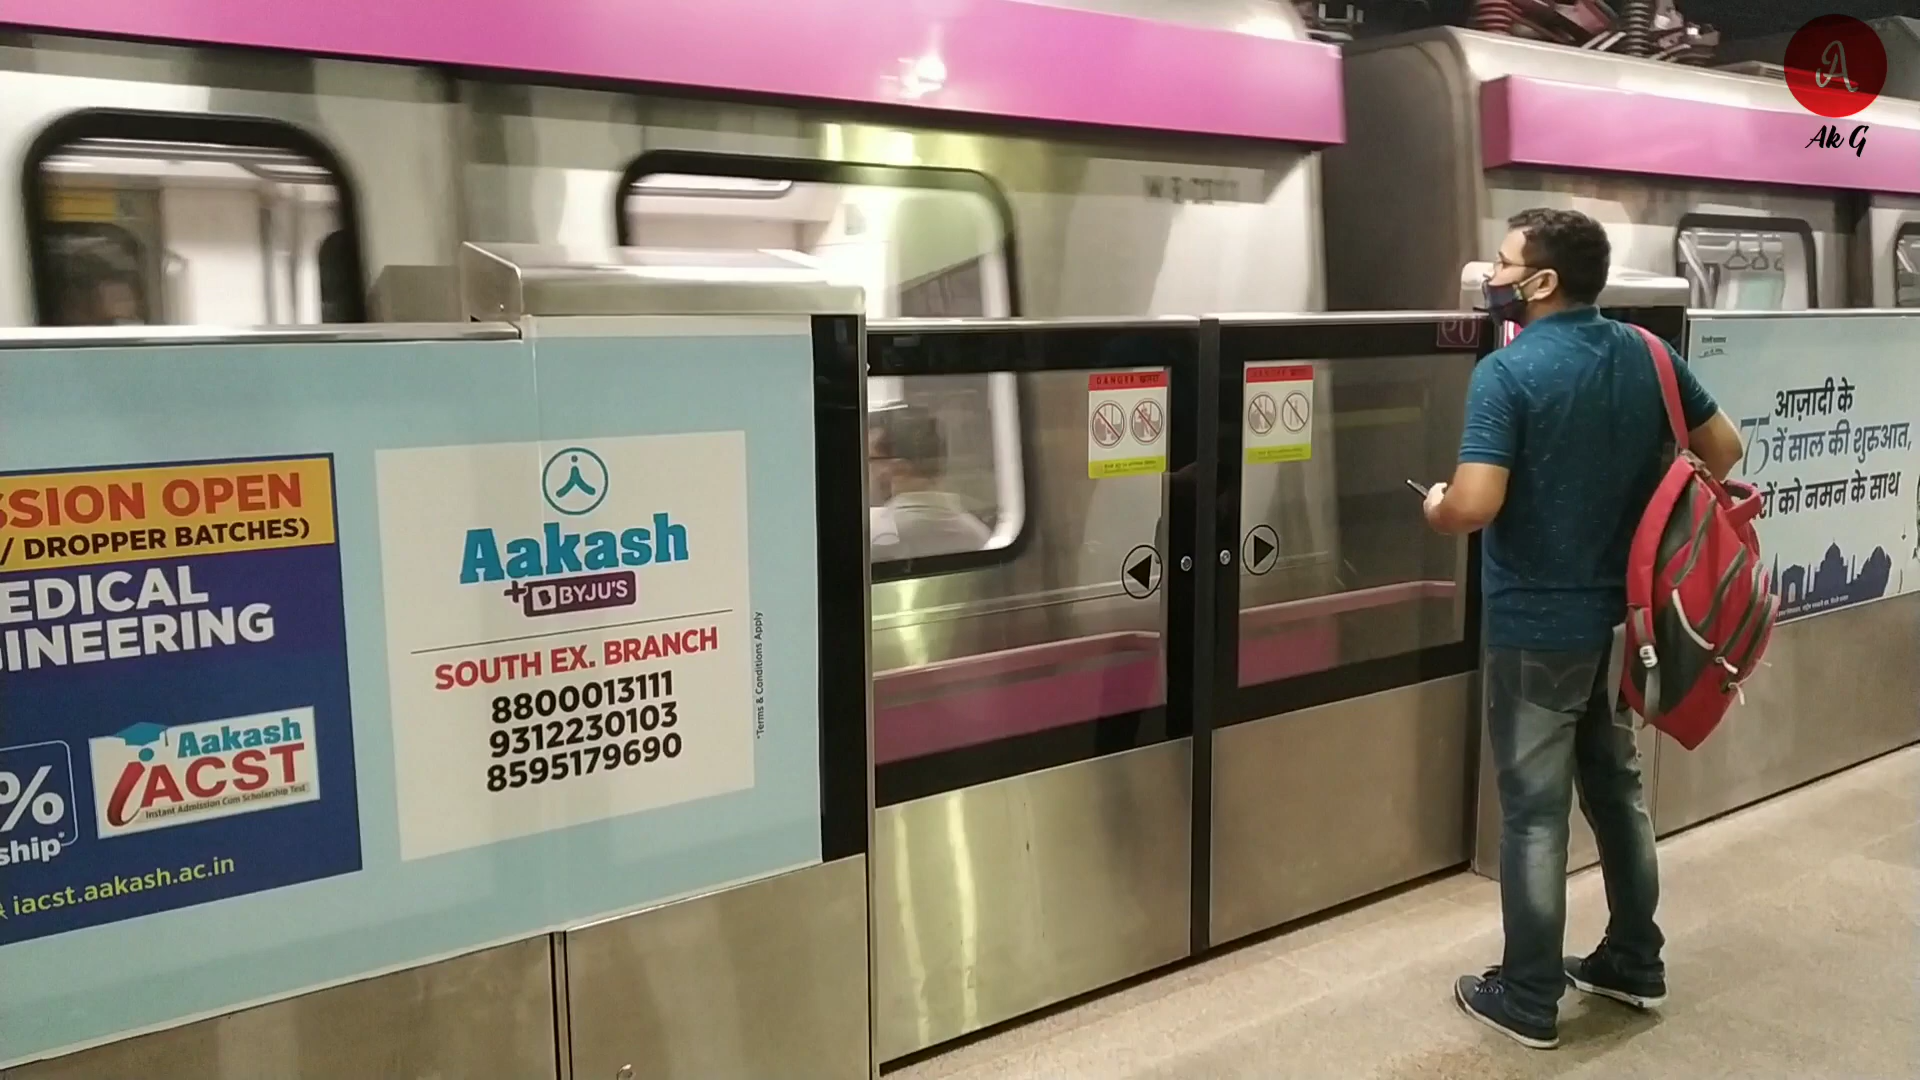 A
Ak G
SSION OPEN
/ DROPPER BATCHES)
EDICAL
INEERING
%
ship*
Aakash
iACST
Instant Admission Cum Scholarship Test
iacst.aakash.ac.in
Aakash
+ BYJU'S
SOUTH EX. BRANCH
8800013111
9312230103
8595179690
*Terms & Conditions Apply
DANGER
DANGER
आज़ादी के
75वें साल की शुरुआत,
रों को नमन के साथ